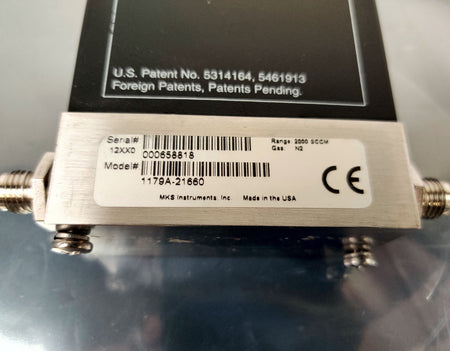 U.S. Patent No. 5314164, 5461913
Foreign Patents, Patents Pending.
Serial#
12XX0 000658818
Range: 2000 SCCM
Gas: N2
Model#
1179A-21660
CE
MKS Instruments, Inc. Made in the USA